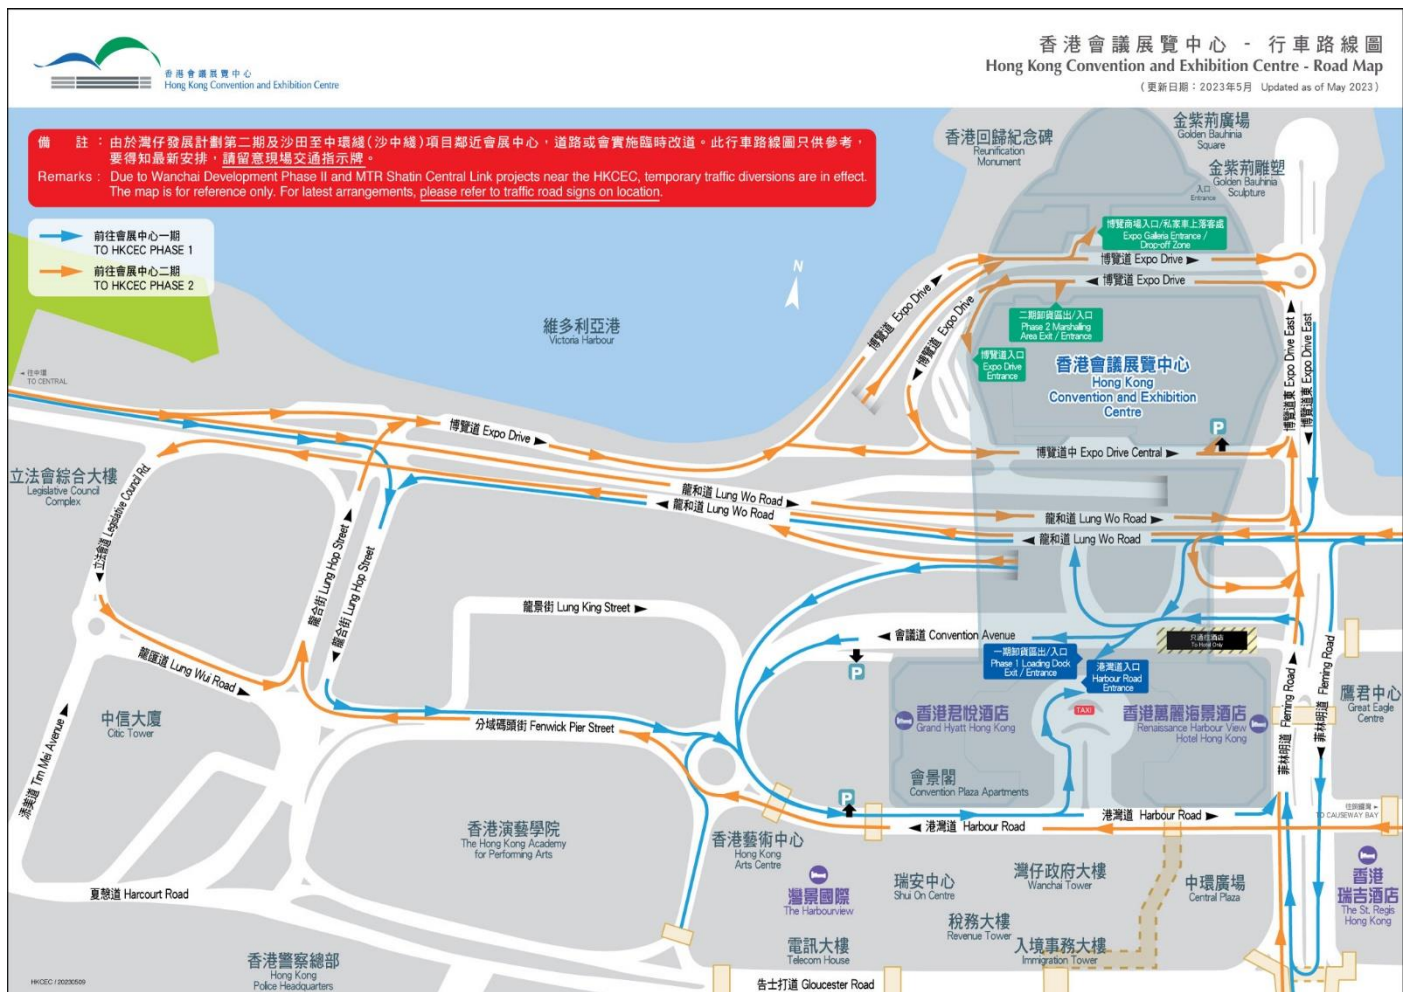 香港會議展覽中心
Hong Kong Convention and Exhibition Centre
香港會議展覽中心 - 行車路線圖
Hong Kong Convention and Exhibition Centre - Road Map
(更新日期：2023年5月 Updated as of May 2023)
備 註：由於灣仔發展計劃第二期及沙田至中環綫(沙中綫)項目鄰近會展中心，道路或會實施臨時改道。此行車路線圖只供參考，
要得知最新安排，請留意現場交通指示牌。
Remarks : Due to Wanchai Development Phase II and MTR Shatin Central Link projects near the HKCEC, temporary traffic diversions are in effect.
The map is for reference only. For latest arrangements, please refer to traffic road signs on location.
前往會展中心一期
TO HKCEC PHASE 1
前往會展中心二期
TO HKCEC PHASE 2
香港回歸紀念碑
Reunification
Monument
金紫荊廣場
Golden Bauhinia
Square
金紫荊雕塑
Golden Bauhinia
Sculpture
入口
Entrance
博覽商場入口/私家車上落客處
Expo Galleria Entrance /
Drop-off Zone
博覽道 Expo Drive
博覽道 Expo Drive
博覽道 Expo Drive
博覽道 Expo Drive
N
維多利亞港
Victoria Harbour
二期卸貨區出/入口
Phase 2 Marshalling
Area Exit / Entrance
博覽道入口
Expo Drive
Entrance
香港會議展覽中心
Hong Kong
Convention and Exhibition
Centre
博覽道東 Expo Drive East
博覽道東 Expo Drive East
往中環
TO CENTRAL
博覽道 Expo Drive
博覽道中 Expo Drive Central
P
立法會綜合大樓
Legislative Council
Complex
立法會道 Legislative Council Rd.
龍和道 Lung Wo Road
龍和道 Lung Wo Road
龍和道 Lung Wo Road
龍和道 Lung Wo Road
龍合街 Lung Hop Street
龍合街 Lung Hop Street
龍景街 Lung King Street
會議道 Convention Avenue
P
只通往酒店
To Hotel Only
一期卸貨區出/入口
Phase 1 Loading Dock
Exit / Entrance
港灣道入口
Harbour Road
Entrance
TAXI
龍匯道 Lung Wui Road
中信大廈
Citic Tower
添美道 Tim Mei Avenue
分域碼頭街 Fenwick Pier Street
香港君悅酒店
Grand Hyatt Hong Kong
香港萬麗海景酒店
Renaissance Harbour View
Hotel Hong Kong
菲林明道 Fleming Road
菲林明道 Fleming Road
鷹君中心
Great Eagle
Centre
會景閣
Convention Plaza Apartments
P
港灣道 Harbour Road
港灣道 Harbour Road
往銅鑼灣
TO CAUSEWAY BAY
香港演藝學院
The Hong Kong Academy
for Performing Arts
香港藝術中心
Hong Kong
Arts Centre
灣景國際
The Harbourview
瑞安中心
Shui On Centre
灣仔政府大樓
Wanchai Tower
稅務大樓
Revenue Tower
入境事務大樓
Immigration Tower
中環廣場
Central Plaza
香港
瑞吉酒店
The St. Regis
Hong Kong
夏慤道 Harcourt Road
電訊大樓
Telecom House
香港警察總部
Hong Kong
Police Headquarters
告士打道 Gloucester Road
HKCEC / 20230509